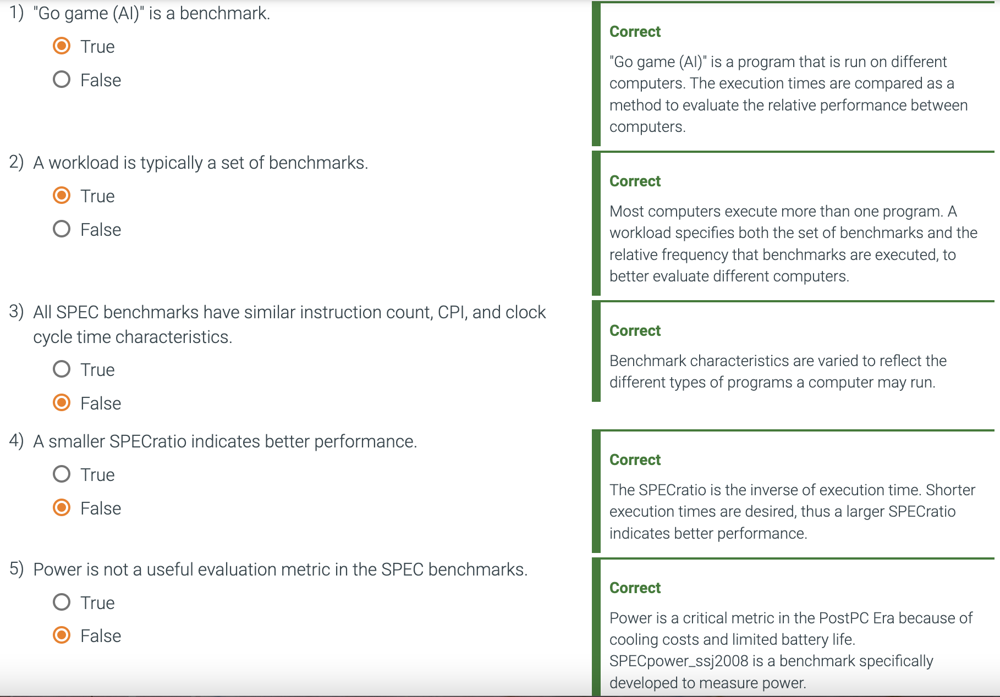 1) "Go game (AI)" is a benchmark.
True
False
Correct
"Go game (AI)" is a program that is run on different
computers. The execution times are compared as a
method to evaluate the relative performance between
computers.
2) A workload is typically a set of benchmarks.
True
False
Correct
Most computers execute more than one program. A
workload specifies both the set of benchmarks and the
relative frequency that benchmarks are executed, to
better evaluate different computers.
3) All SPEC benchmarks have similar instruction count, CPI, and clock
cycle time characteristics.
True
False
Correct
Benchmark characteristics are varied to reflect the
different types of programs a computer may run.
4) A smaller SPECratio indicates better performance.
True
False
Correct
The SPECratio is the inverse of execution time. Shorter
execution times are desired, thus a larger SPECratio
indicates better performance.
5) Power is not a useful evaluation metric in the SPEC benchmarks.
True
False
Correct
Power is a critical metric in the PostPC Era because of
cooling costs and limited battery life.
SPECpower_ssj2008 is a benchmark specifically
developed to measure power.